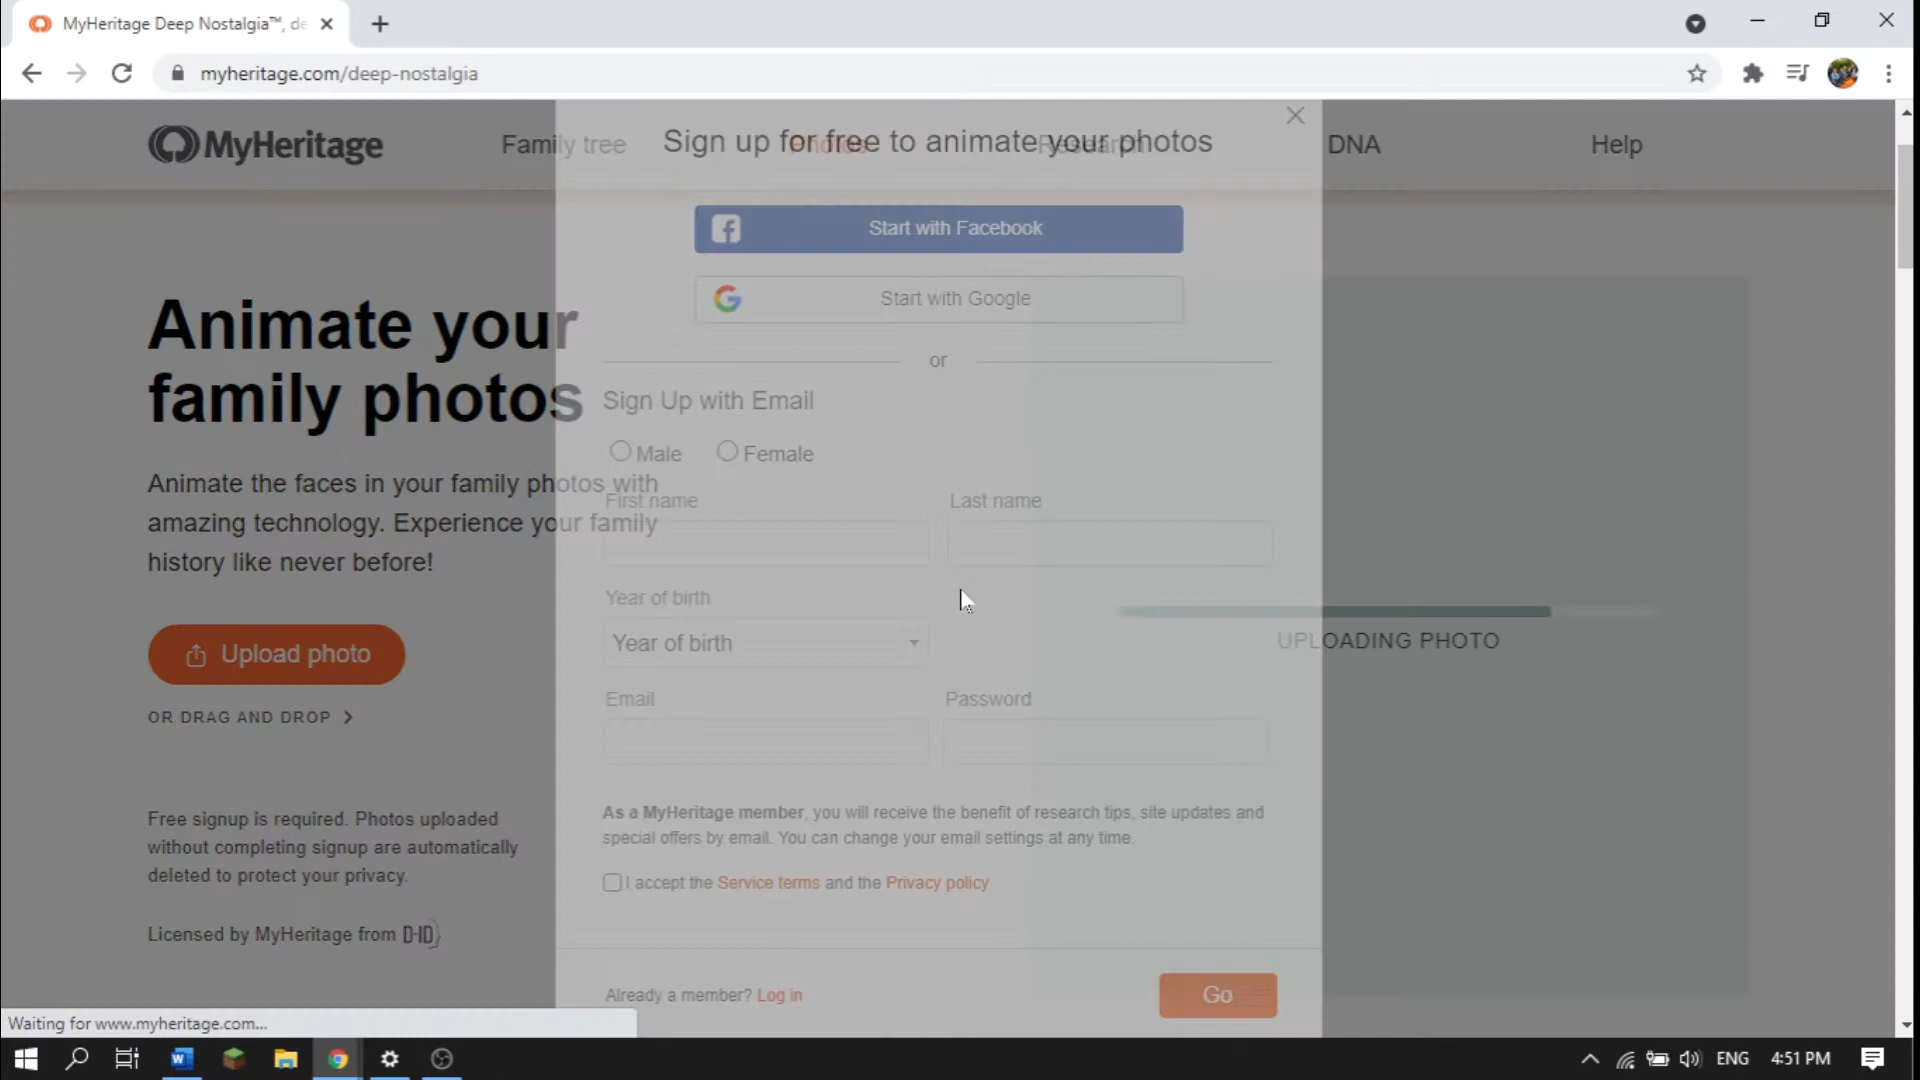 MyHeritage Deep Nostalgia™, de
myheritage.com/deep-nostalgia
MyHeritage
Family tree
Photos
Research
DNA
Help
Sign up for free to animate your photos
Start with Facebook
Start with Google
or
Sign Up with Email
Male
Female
First name
Last name
Year of birth
Year of birth
Email
Password
As a MyHeritage member, you will receive the benefit of research tips, site updates and
special offers by email. You can change your email settings at any time.
I accept the Service terms and the Privacy policy
Already a member? Log in
Go
Animate your
family photos
Animate the faces in your family photos with
amazing technology. Experience your family
history like never before!
Upload photo
OR DRAG AND DROP
Free signup is required. Photos uploaded
without completing signup are automatically
deleted to protect your privacy.
Licensed by MyHeritage from D-ID
UPLOADING PHOTO
Waiting for www.myheritage.com...
ENG
4:51 PM